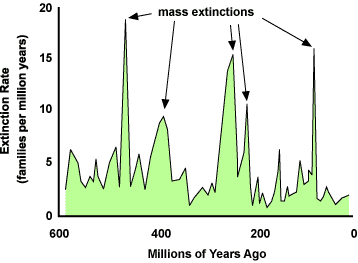 mass extinctions
Extinction Rate
(families per million years)
20
15
10
5
0
600
400
200
0
Millions of Years Ago